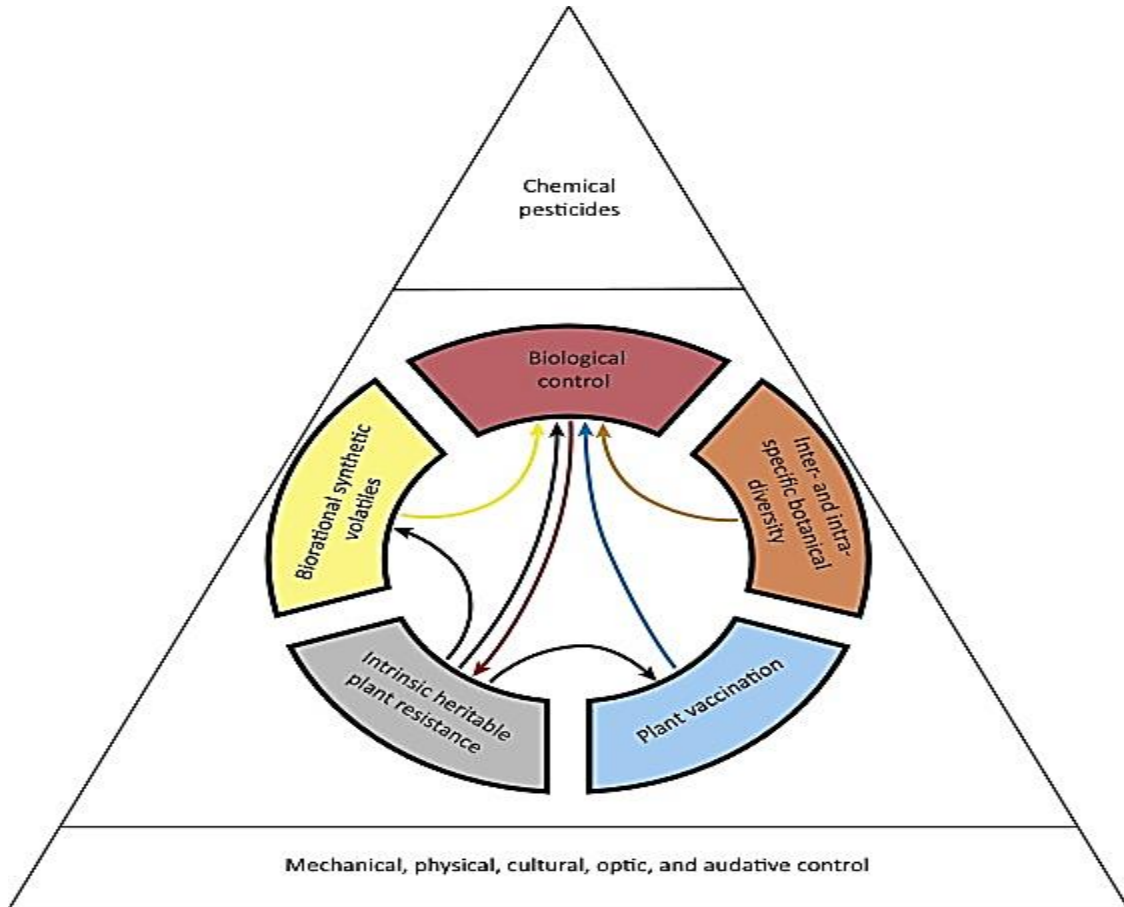 Chemical
pesticides
Biological
control
Biorational synthetic
volatiles
Inter- and intra-
specific botanical
diversity
Intrinsic heritable
plant resistance
Plant vaccination
Mechanical, physical, cultural, optic, and audative control